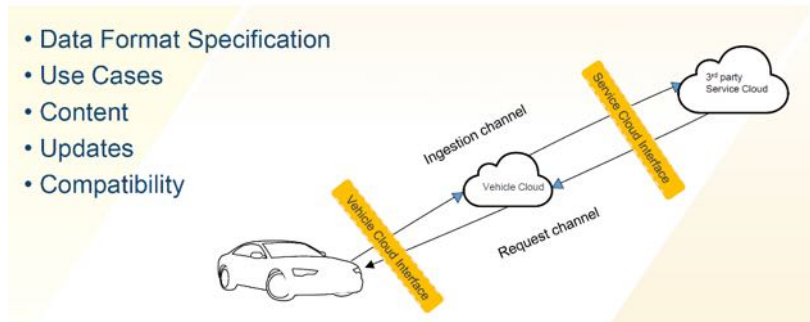 • Data Format Specification
• Use Cases
• Content
• Updates
• Compatibility
3rd party
Service Cloud
Service Cloud Interface
Ingestion channel
Vehicle Cloud
Vehicle Cloud Interface
Request channel